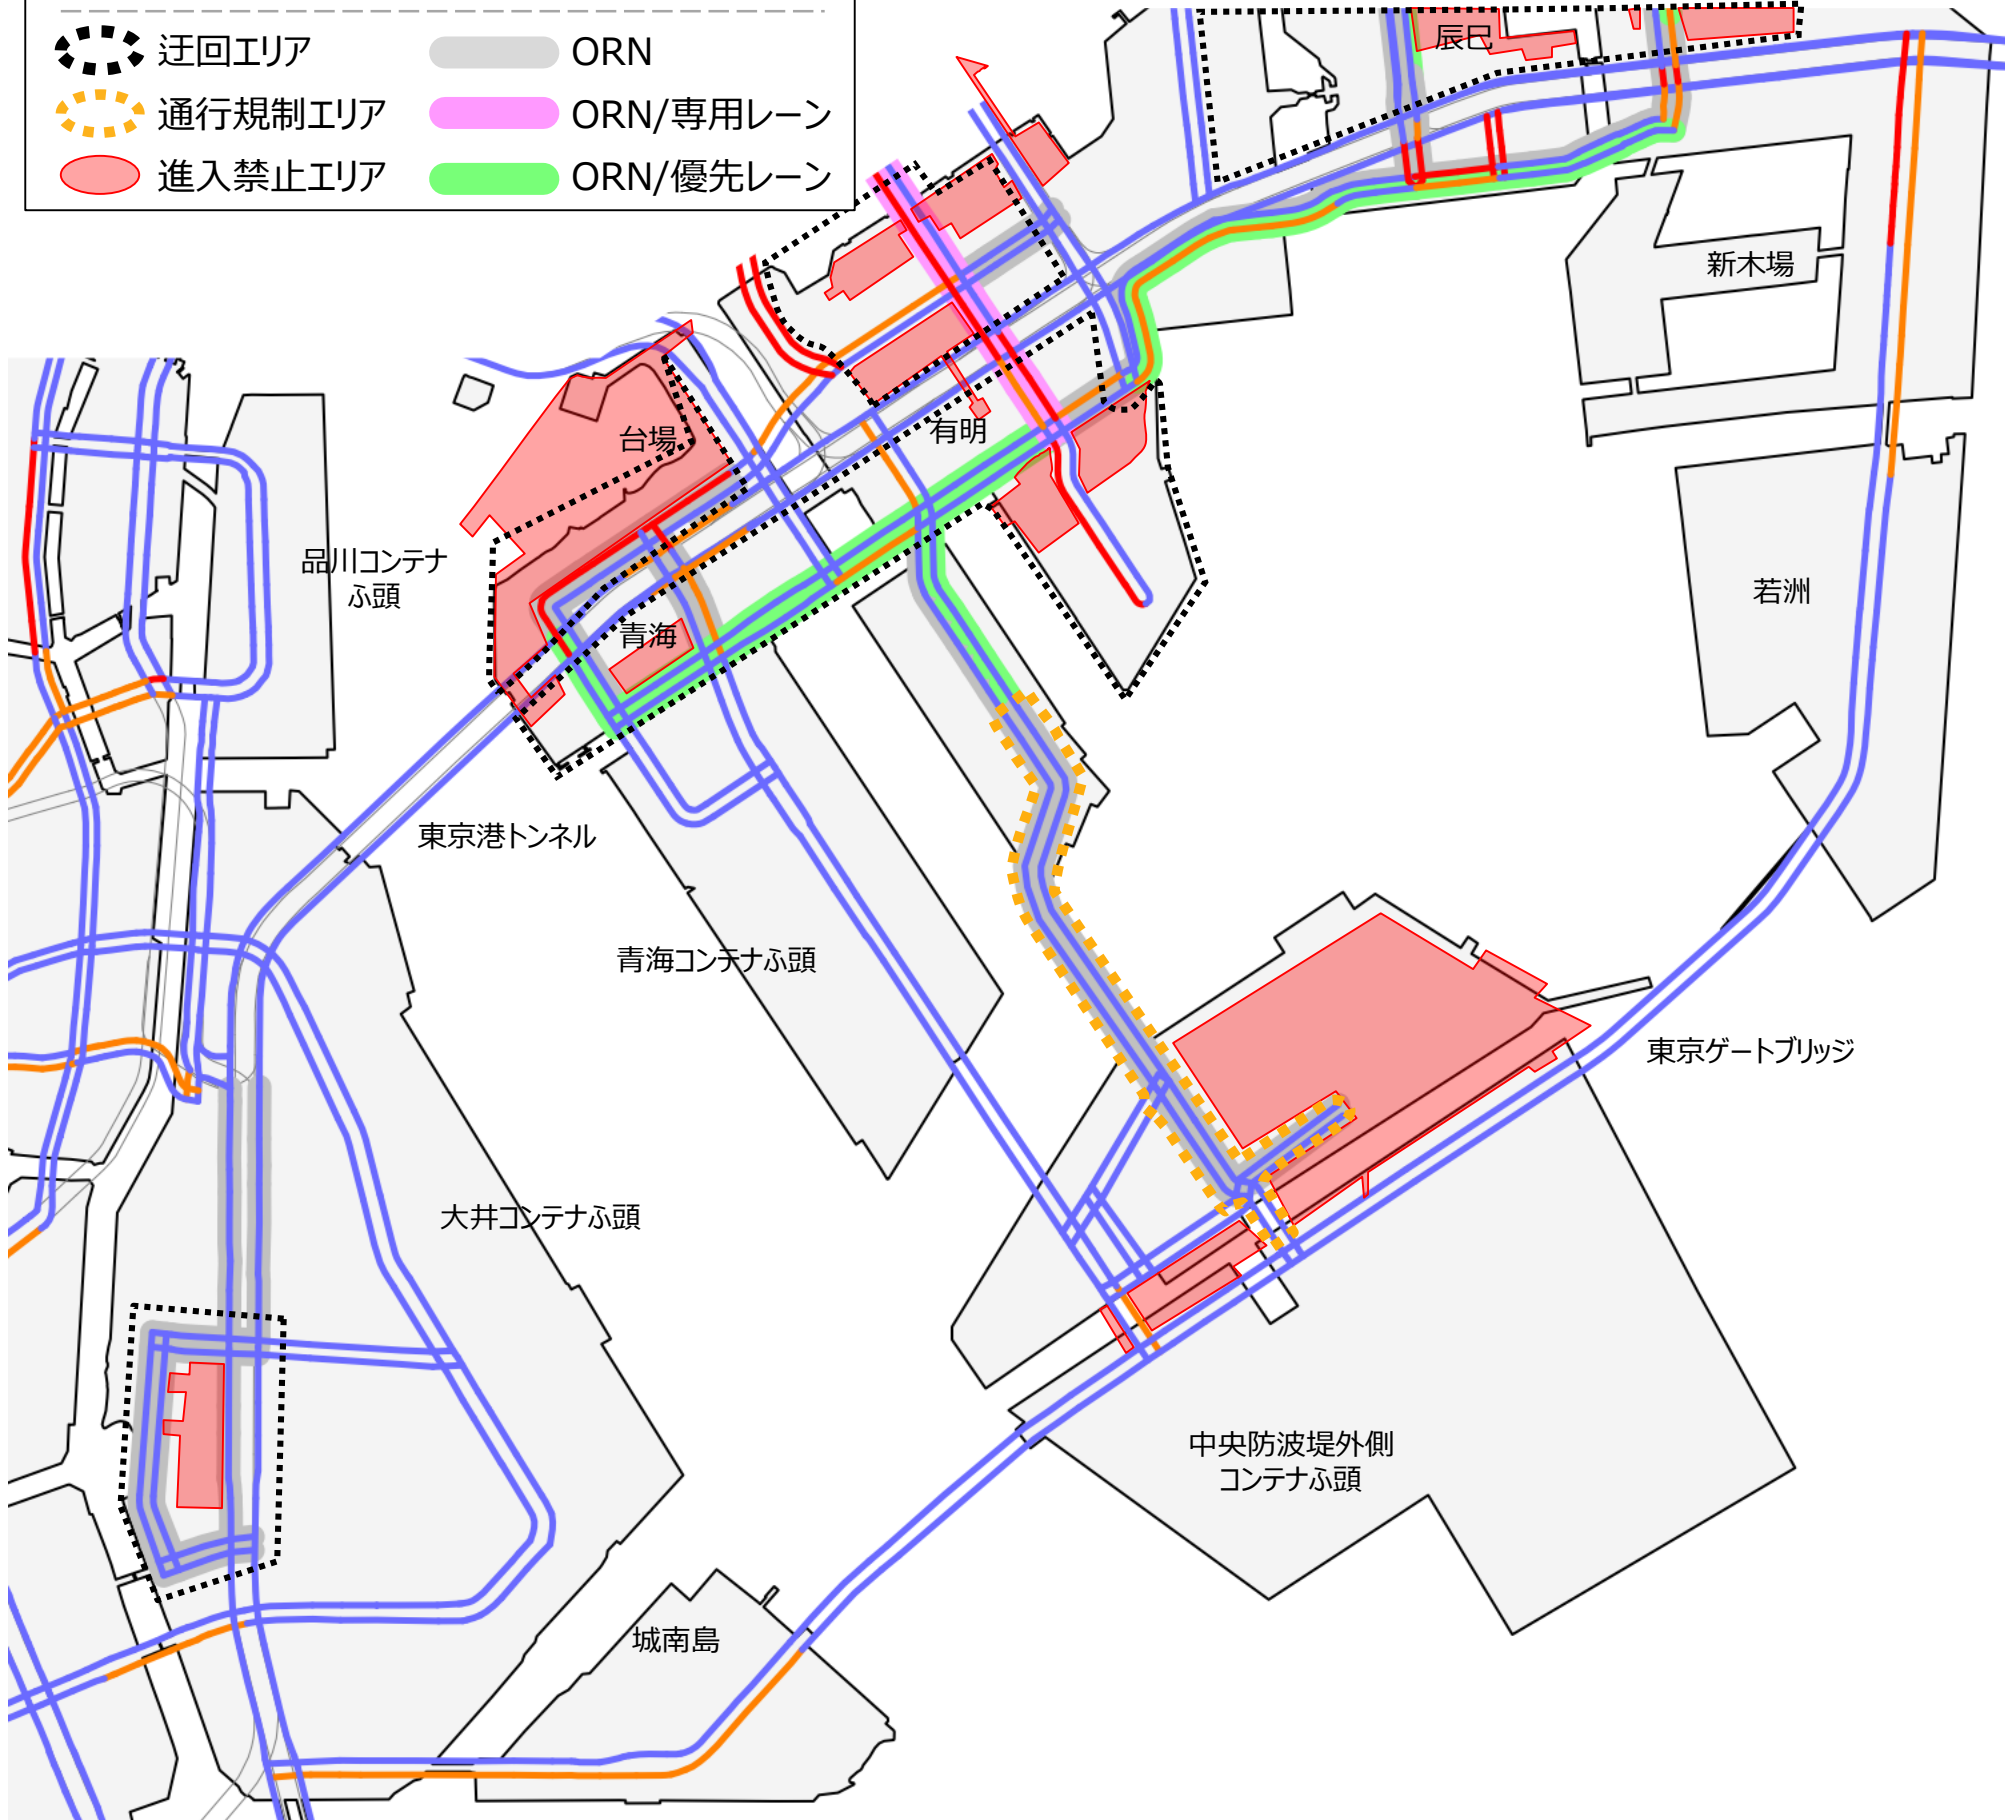 迂回エリア
ORN
通行規制エリア
ORN/専用レーン
進入禁止エリア
ORN/優先レーン
辰巳
新木場
有明
台場
品川コンテナ
ふ頭
青海
若洲
東京港トンネル
青海コンテナふ頭
東京ゲートブリッジ
大井コンテナふ頭
中央防波堤外側
コンテナふ頭
城南島